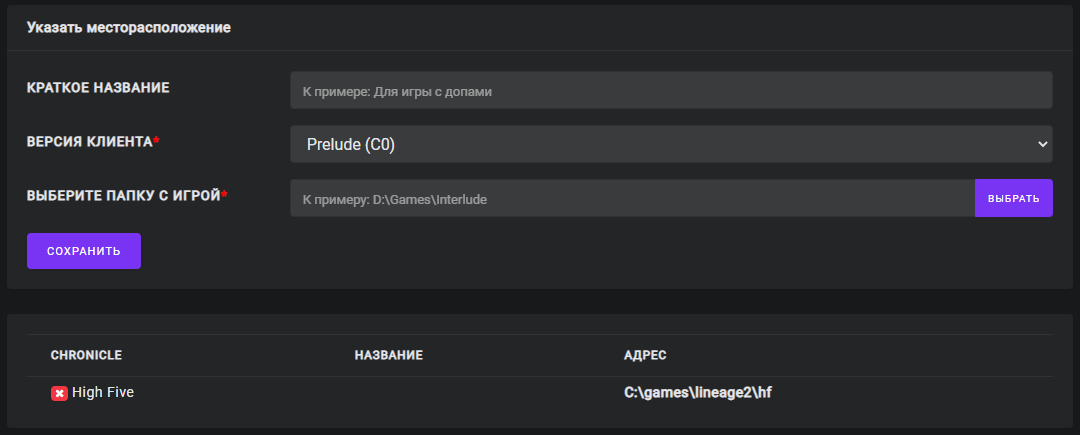 Указать месторасположение
КРАТКОЕ НАЗВАНИЕ
К примере: Для игры с допами
ВЕРСИЯ КЛИЕНТА*
Prelude (C0)
ВЫБЕРИТЕ ПАПКУ С ИГРОЙ*
К примеру: D:\Games\Interlude
ВЫБРАТЬ
СОХРАНИТЬ
CHRONICLE НАЗВАНИЕ АДРЕС
High Five C:\games\lineage2\hf